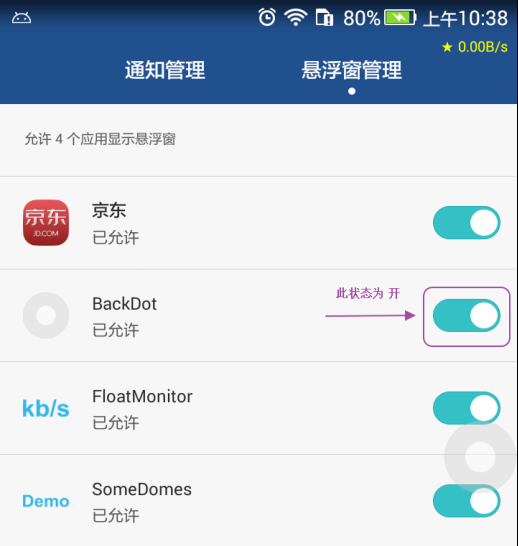 80% 上午10:38
★ 0.00B/s
通知管理 悬浮窗管理
允许 4 个应用显示悬浮窗
京东
JD.COM
京东
已允许
此状态为 开
BackDot
已允许
kb/s
FloatMonitor
已允许
Demo
SomeDomes
已允许